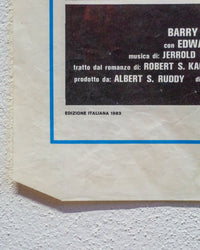 BARRY
con EDWA
musica di: JERROLD
tratto dal romanzo di: ROBERT S. KA
prodotto da: ALBERT S. RUDDY di
EDIZIONE ITALIANA 1983